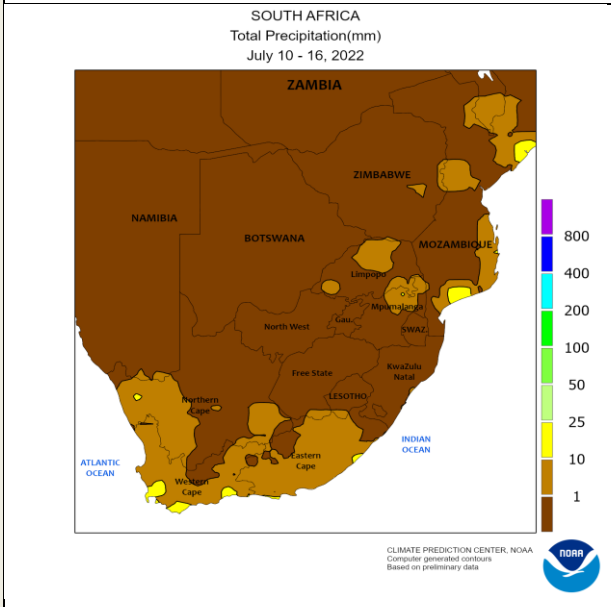 SOUTH AFRICA
Total Precipitation(mm)
July 10 - 16, 2022
ZAMBIA
ZIMBABWE
NAMIBIA
BOTSWANA
MOZAMBIQUE
Limpopo
Mpumalanga
North West
Gau.
SWAZ.
Free State
KwaZulu
Natal
LESOTHO
Northern
Cape
Eastern
Cape
Western
Cape
ATLANTIC
OCEAN
INDIAN
OCEAN
800
400
200
100
50
25
10
1
CLIMATE PREDICTION CENTER, NOAA
Computer generated contours
Based on preliminary data
NOAA